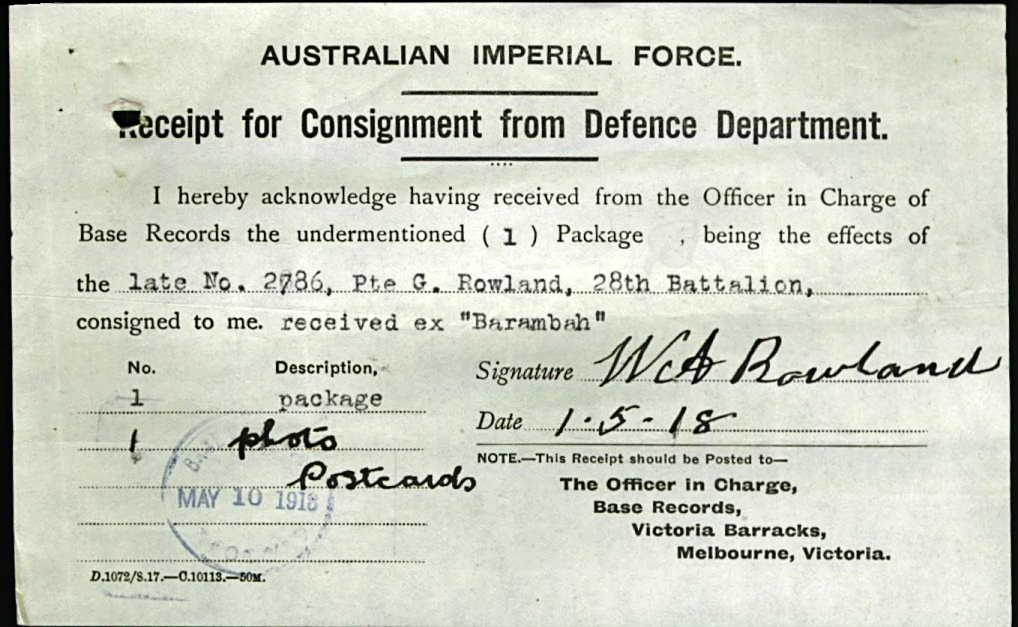 AUSTRALIAN IMPERIAL FORCE.
Receipt for Consignment from Defence Department.
I hereby acknowledge having received from the Officer in Charge of
Base Records the undermentioned ( 1 ) Package , being the effects of
the late No. 2786, Pte G. Rowland, 28th Battalion,
consigned to me. received ex "Barambah"
No. Description,
1 package
1 photo
Postcards
MAY 10 1918
D.1072/8.17.—C.10113.—50M.
Signature W A Rowland
Date 1.5-18
NOTE.—This Receipt should be Posted to—
The Officer in Charge,
Base Records,
Victoria Barracks,
Melbourne, Victoria.